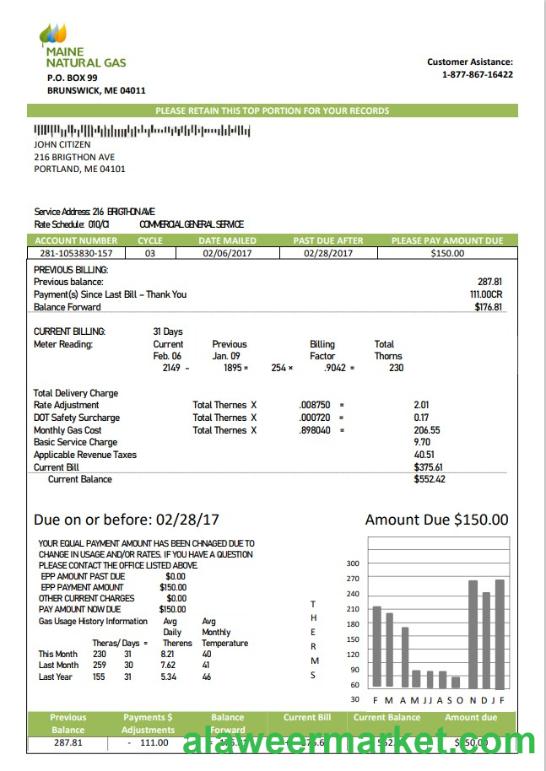 MAINE
NATURAL GAS
P.O. BOX 99
BRUNSWICK, ME 04011
Customer Asistance:
1-877-867-16422
PLEASE RETAIN THIS TOP PORTION FOR YOUR RECORDS
JOHN CITIZEN
216 BRIGTHON AVE
PORTLAND, ME 04101
Service Address: 216 BRIGTHON AVE
Rate Schedule: 010/C1 COMMERCIAL GENERAL SERVICE
ACCOUNT NUMBER CYCLE DATE MAILED PAST DUE AFTER PLEASE PAY AMOUNT DUE
281-1053830-157 03 02/06/2017 02/28/2017 $150.00
PREVIOUS BILLING:
Previous balance: 287.81
Payment(s) Since Last Bill – Thank You 111.00CR
Balance Forward $176.81
CURRENT BILLING: 31 Days
Meter Reading: Current Previous Billing Total
Feb. 06 Jan. 09 Factor Thorns
2149 - 1895 = 254 × .9042 = 230
Total Delivery Charge
Rate Adjustment Total Thernes X .008750 = 2.01
DOT Safety Surcharge Total Thernes X .000720 = 0.17
Monthly Gas Cost Total Thernes X .898040 = 206.55
Basic Service Charge 9.70
Applicable Revenue Taxes 40.51
Current Bill $375.61
Current Balance $552.42
Due on or before: 02/28/17 Amount Due $150.00
YOUR EQUAL PAYMENT AMOUNT HAS BEEN CHNAGED DUE TO
CHANGE IN USAGE AND/OR RATES. IF YOU HAVE A QUESTION
PLEASE CONTACT THE OFFICE LISTED ABOVE.
EPP AMOUNT PAST DUE $0.00
EPP PAYMENT AMOUNT $150.00
OTHER CURRENT CHARGES $0.00
PAY AMOUNT NOW DUE $150.00
Gas Usage History Information Avg Avg
Daily Monthly
Theras/Days = Therens Temperature
This Month 230 31 8.21 40
Last Month 259 30 7.62 41
Last Year 155 31 5.34 46
THERMS
300
270
240
210
180
150
120
90
60
30
F M A M J J A S O N D J F
Previous Payments $ Balance Current Bill Current Balance Amount due
Balance Adjustments Forward
287.81 - 111.00
alaweermarket.com